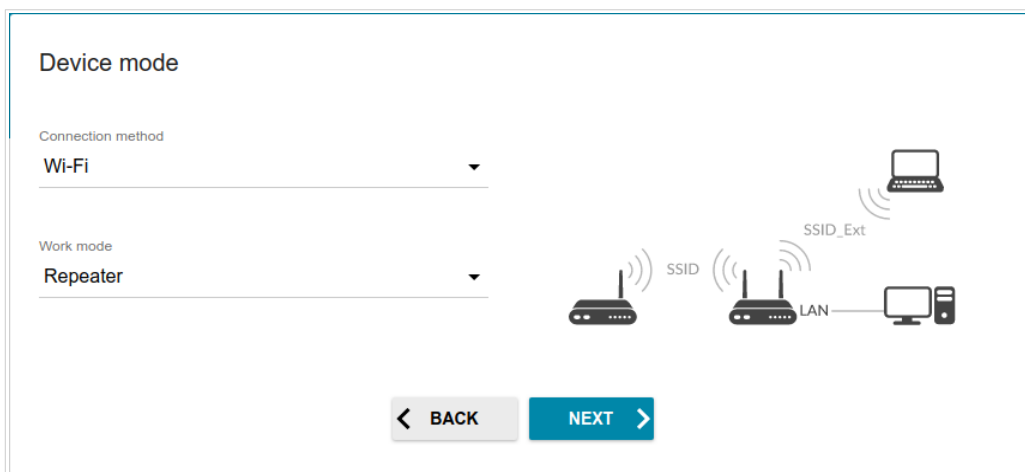 Device mode
Connection method
Wi-Fi
Work mode
Repeater
SSID
SSID_Ext
LAN
BACK
NEXT